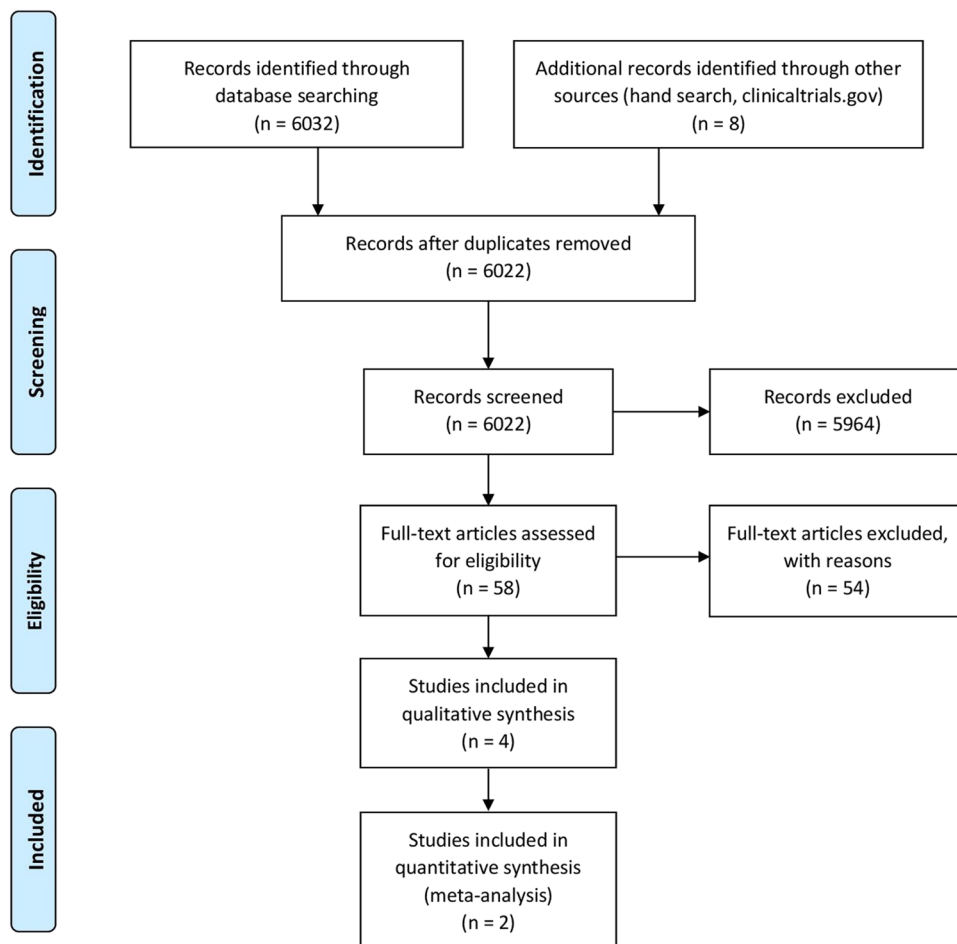 Identification
Records identified through
database searching
(n = 6032)
Additional records identified through other
sources (hand search, clinicaltrials.gov)
(n = 8)
Records after duplicates removed
(n = 6022)
Screening
Records screened
(n = 6022)
Records excluded
(n = 5964)
Eligibility
Full-text articles assessed
for eligibility
(n = 58)
Full-text articles excluded,
with reasons
(n = 54)
Studies included in
qualitative synthesis
(n = 4)
Included
Studies included in
quantitative synthesis
(meta-analysis)
(n = 2)